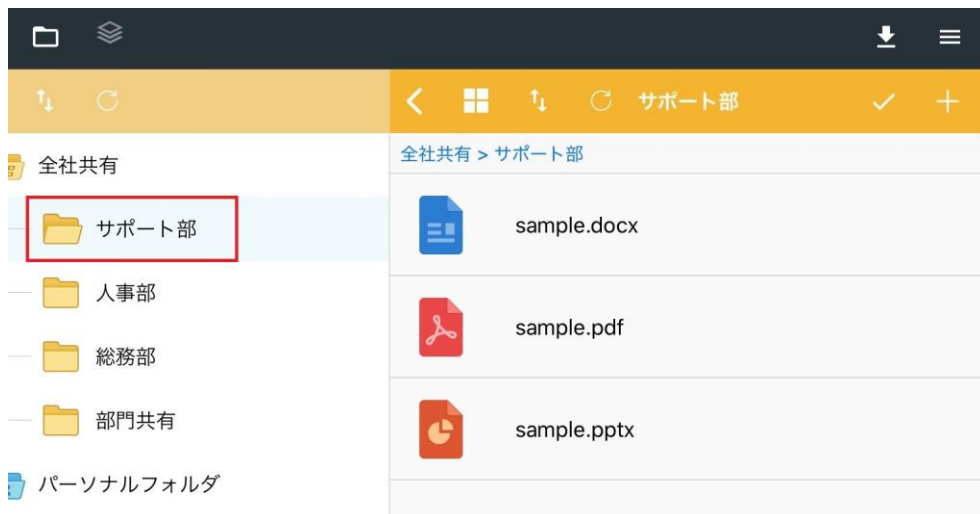 サポート部
全社共有
サポート部
人事部
総務部
部門共有
パーソナルフォルダ
全社共有 > サポート部
sample.docx
sample.pdf
sample.pptx